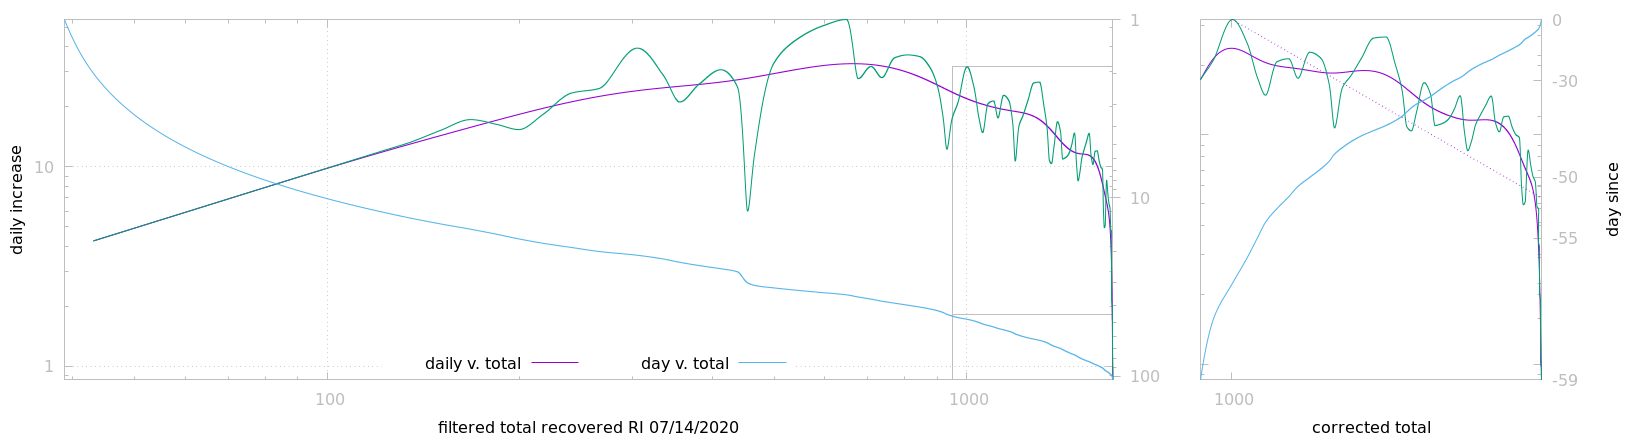 daily increase
10
1
daily v. total
day v. total
1
10
100
100
1000
filtered total recovered RI 07/14/2020
0
-30
-50
-55
-59
day since
1000
corrected total